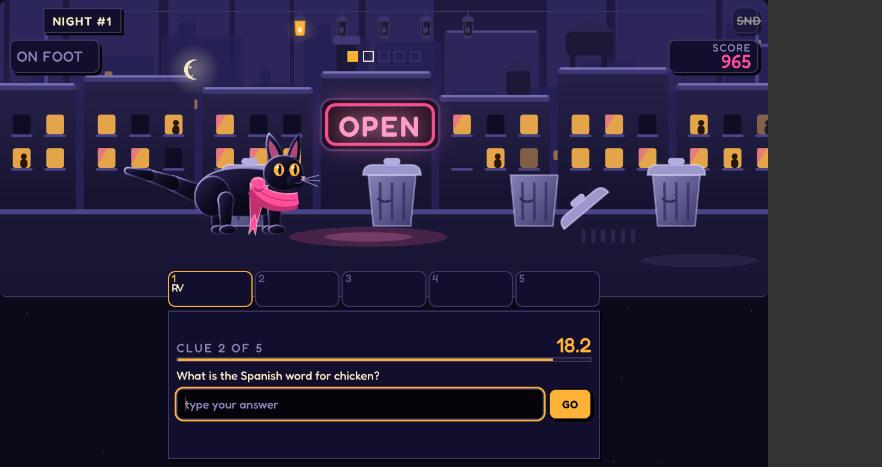 NIGHT #1
SND
ON FOOT
SCORE
965
OPEN
1
RV
2
3
4
5
CLUE 2 OF 5
18.2
What is the Spanish word for chicken?
type your answer
GO